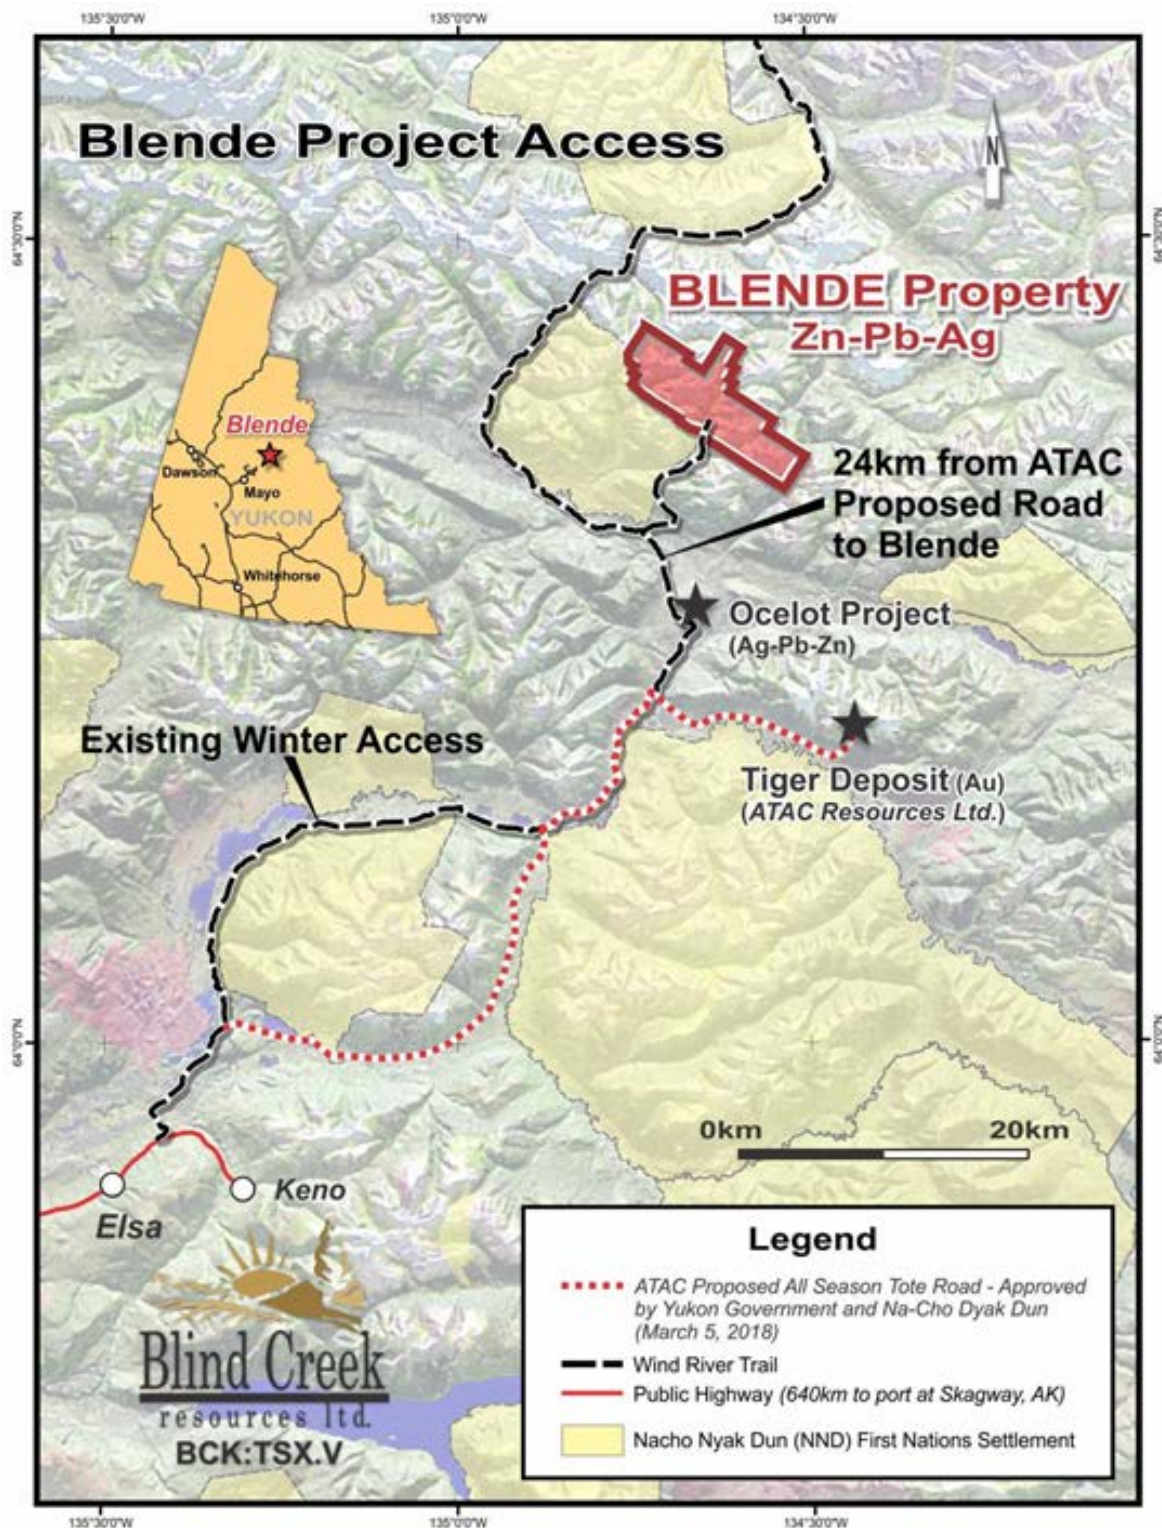 135°30'0"W
135°0'0"W
134°30'0"W
Blende Project Access
N
64°30'0"N
64°30'0"N
BLENDE Property
Zn-Pb-Ag
Blende
Dawson
Mayo
YUKON
Whitehorse
24km from ATAC
Proposed Road
to Blende
Ocelot Project
(Ag-Pb-Zn)
Existing Winter Access
Tiger Deposit (Au)
(ATAC Resources Ltd.)
64°0'0"N
64°0'0"N
0km
20km
Keno
Elsa
Legend
ATAC Proposed All Season Tote Road - Approved
by Yukon Government and Na-Cho Dyak Dun
(March 5, 2018)
Wind River Trail
Public Highway (640km to port at Skagway, AK)
Nacho Nyak Dun (NND) First Nations Settlement
Blind Creek
resources ltd.
BCK:TSX.V
135°30'0"W
135°0'0"W
134°30'0"W